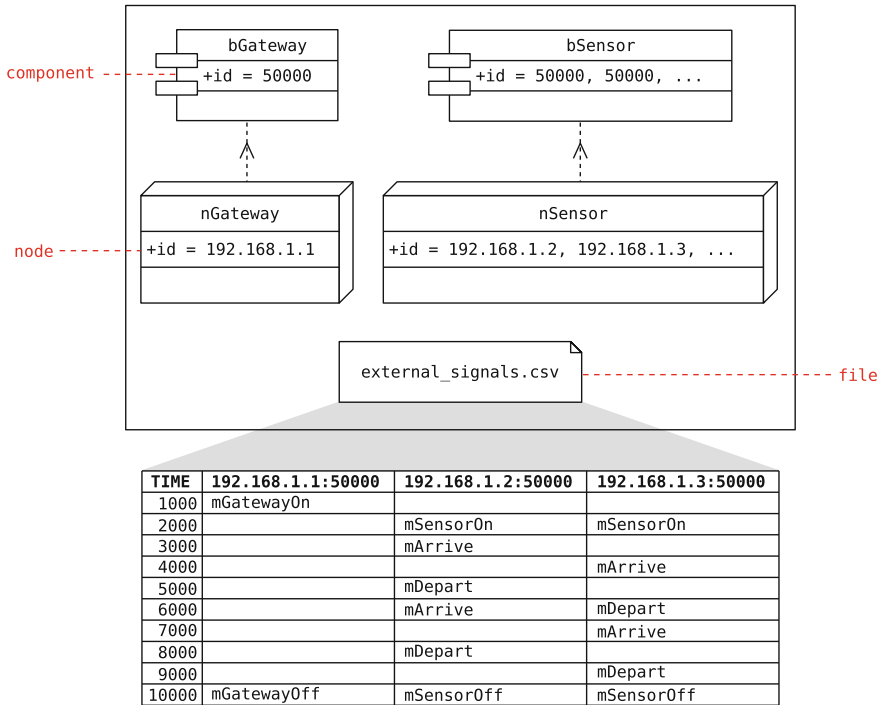 bGateway
bSensor
component
+id = 50000
+id = 50000, 50000, ...
nGateway
nSensor
node
+id = 192.168.1.1
+id = 192.168.1.2, 192.168.1.3, ...
external_signals.csv
file
TIME 192.168.1.1:50000 192.168.1.2:50000 192.168.1.3:50000
1000 mGatewayOn
2000 mSensorOn mSensorOn
3000 mArrive
4000 mArrive
5000 mDepart
6000 mArrive mDepart
7000 mArrive
8000 mDepart
9000 mDepart
10000 mGatewayOff mSensorOff mSensorOff